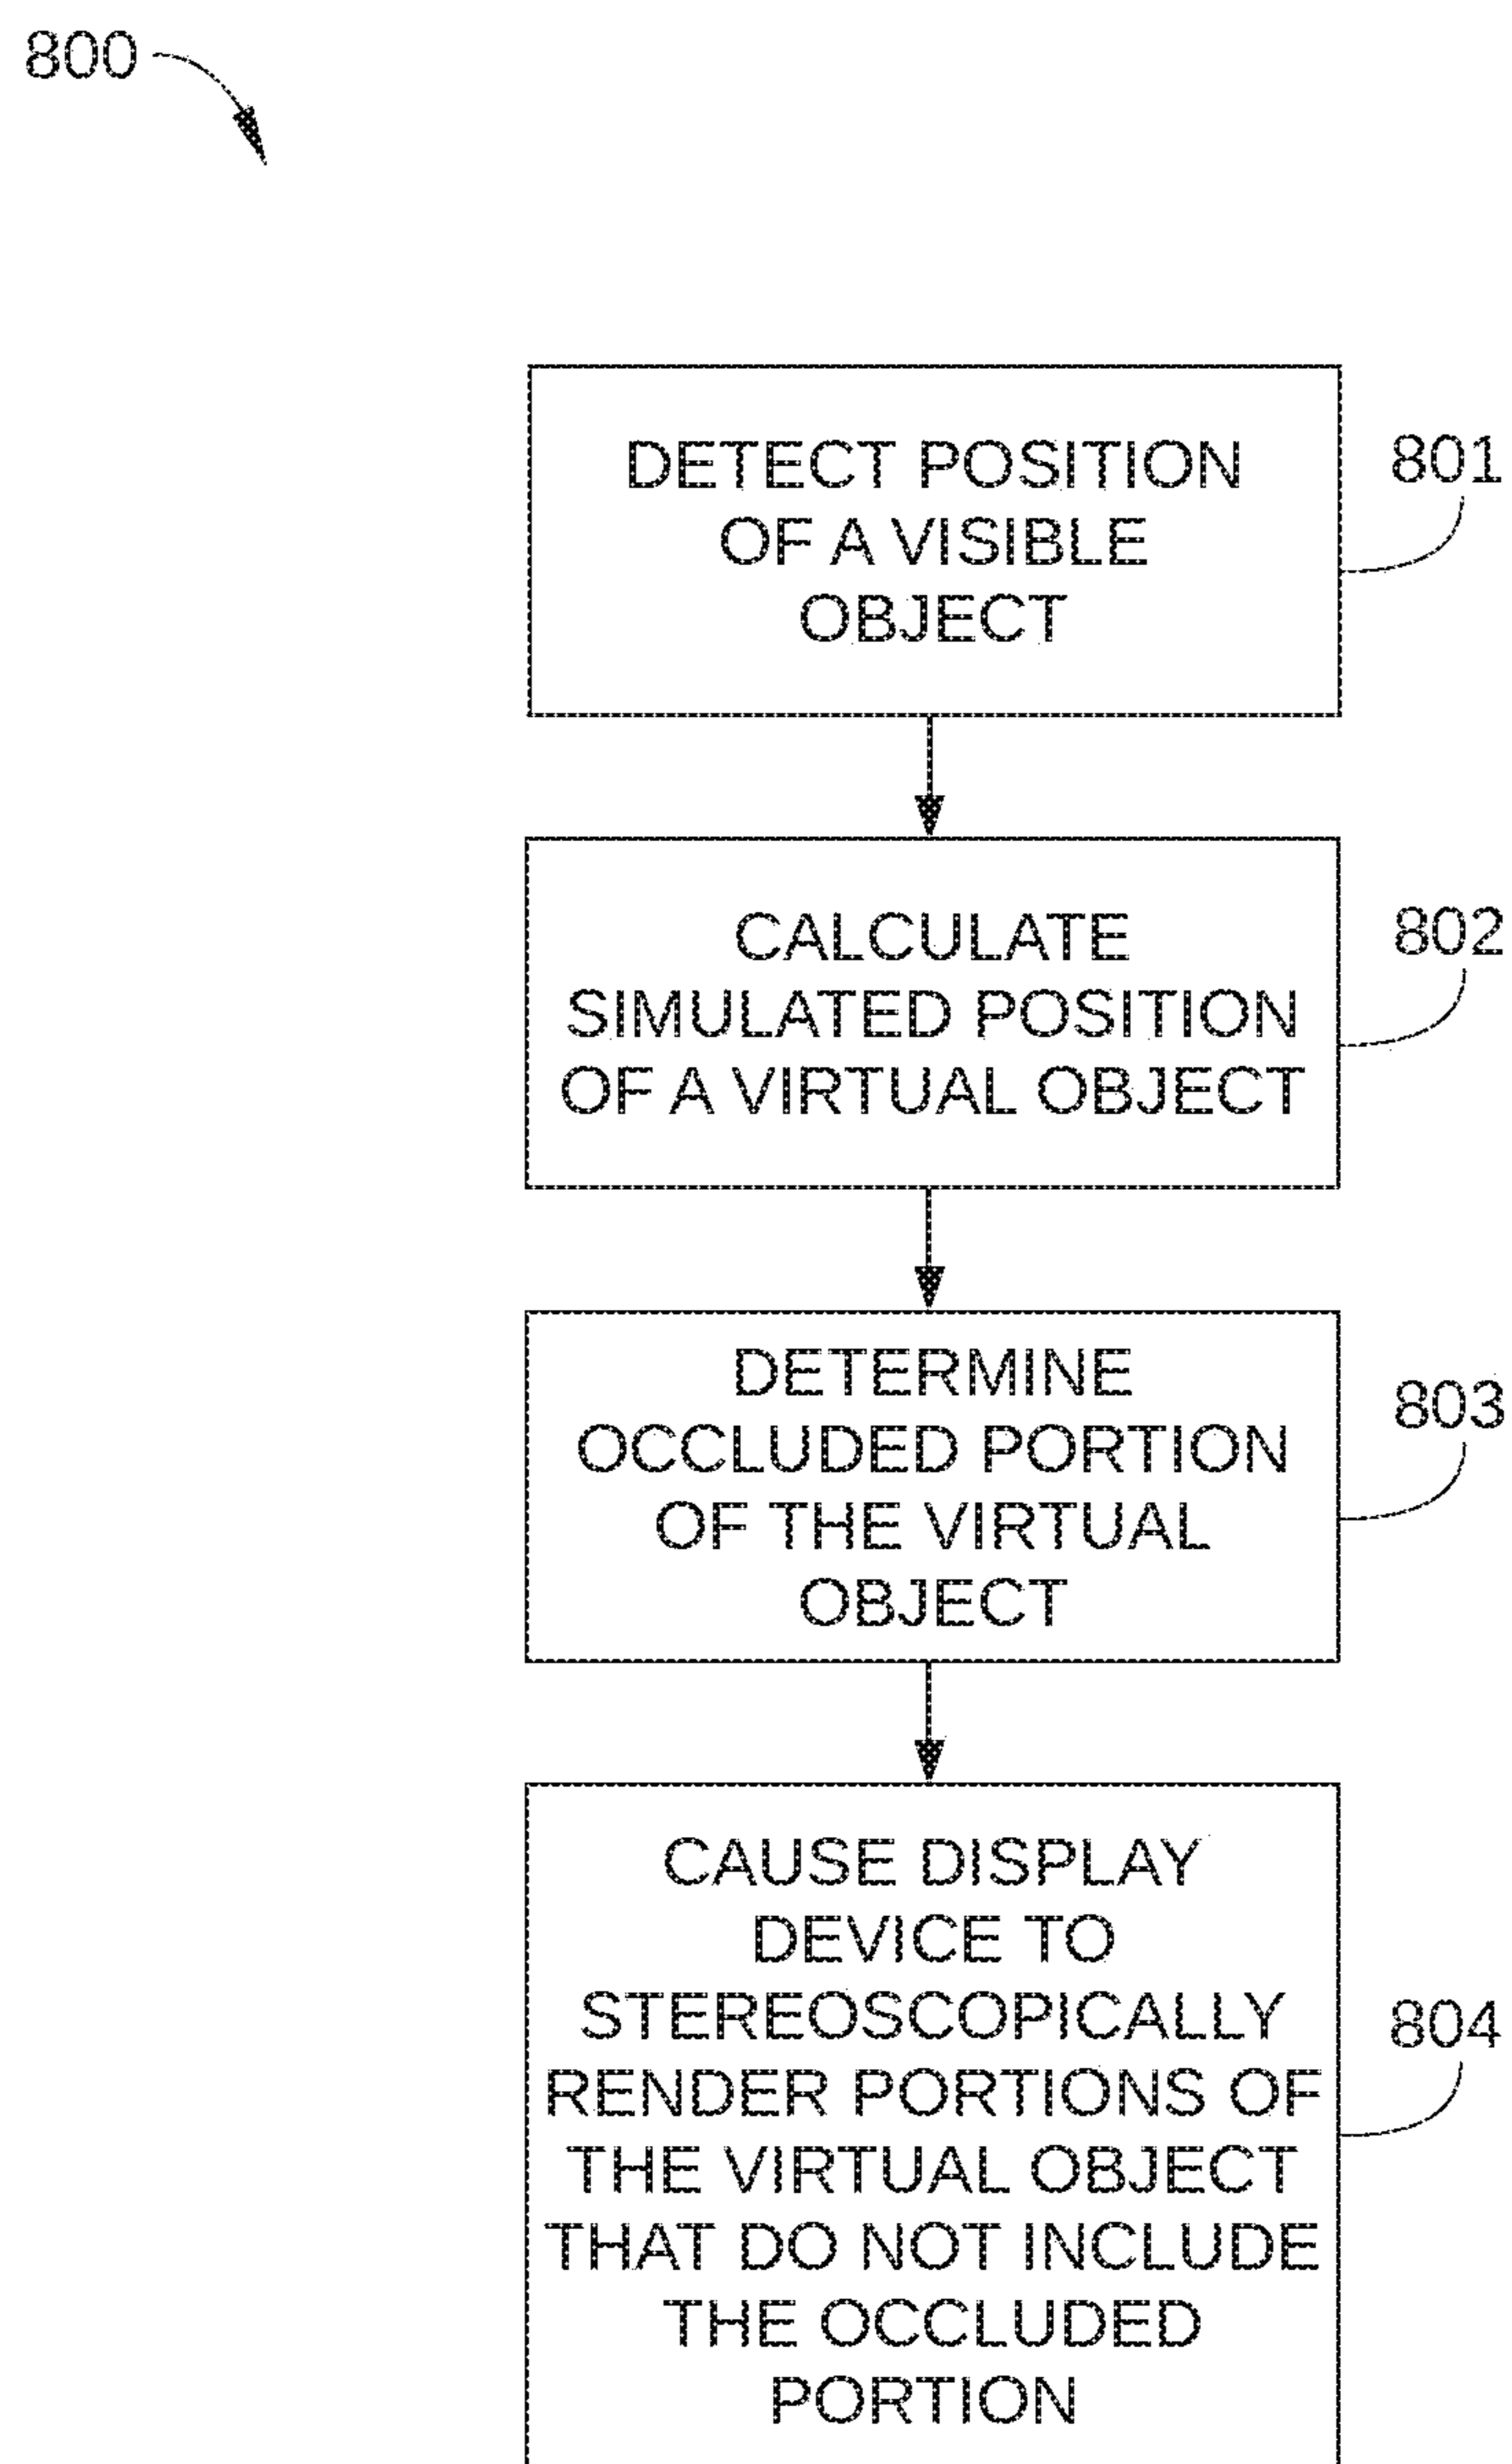 800
DETECT POSITION
OF A VISIBLE
OBJECT
801
CALCULATE
SIMULATED POSITION
OF A VIRTUAL OBJECT
802
DETERMINE
OCCLUDED PORTION
OF THE VIRTUAL
OBJECT
803
CAUSE DISPLAY
DEVICE TO
STEREOSCOPICALLY
RENDER PORTIONS OF
THE VIRTUAL OBJECT
THAT DO NOT INCLUDE
THE OCCLUDED
PORTION
804